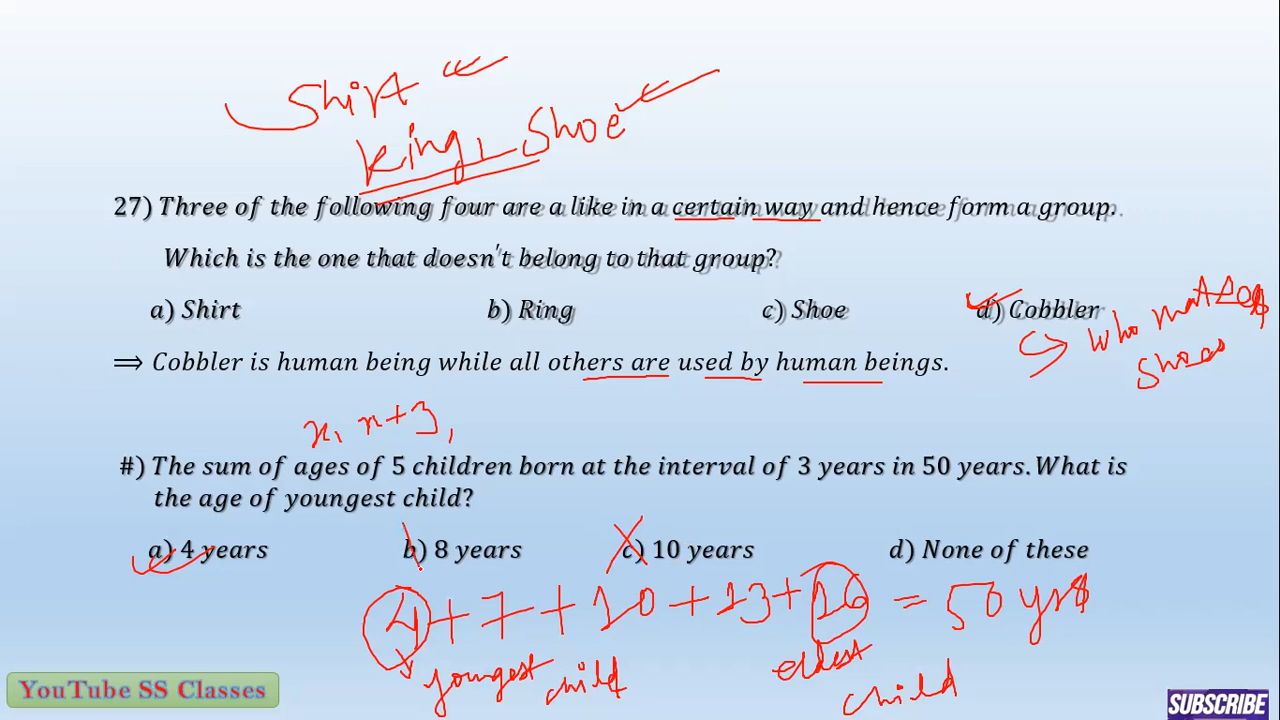 Shirt
King, Shoe
27) Three of the following four are a like in a certain way and hence form a group.
Which is the one that doesn't belong to that group?
a) Shirt b) Ring c) Shoe d) Cobbler
who
shoes
⟹ Cobbler is human being while all others are used by human beings.
x, x+3,
#) The sum of ages of 5 children born at the interval of 3 years in 50 years. What is
the age of youngest child?
a) 4 years b) 8 years c) 10 years d) None of these
4 + 7 + 10 + 13 + 16 = 50 yrs
youngest child eldest child
YouTube SS Classes
SUBSCRIBE